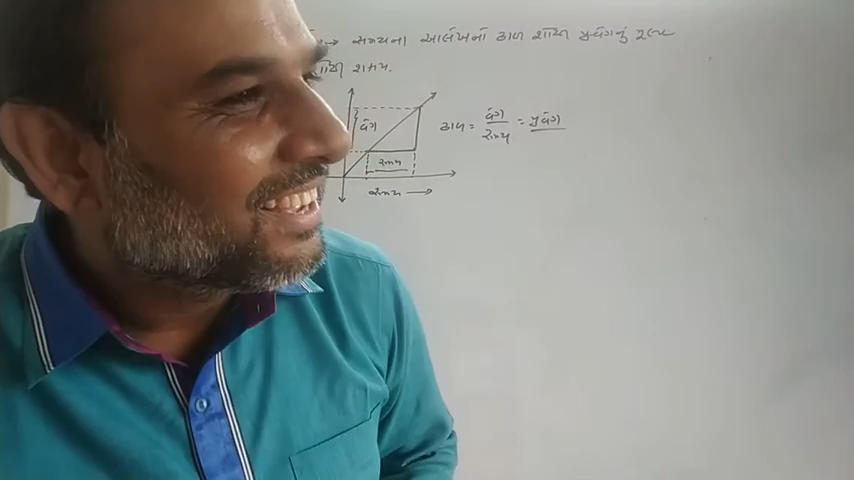 → સમયના આલેખનાં ઢાળ શોધી પ્રવેગનું મૂલ્ય
શકાય.
વેગ
ઢાળ = વેગ / સમય = પ્રવેગ
સમય
સમય →